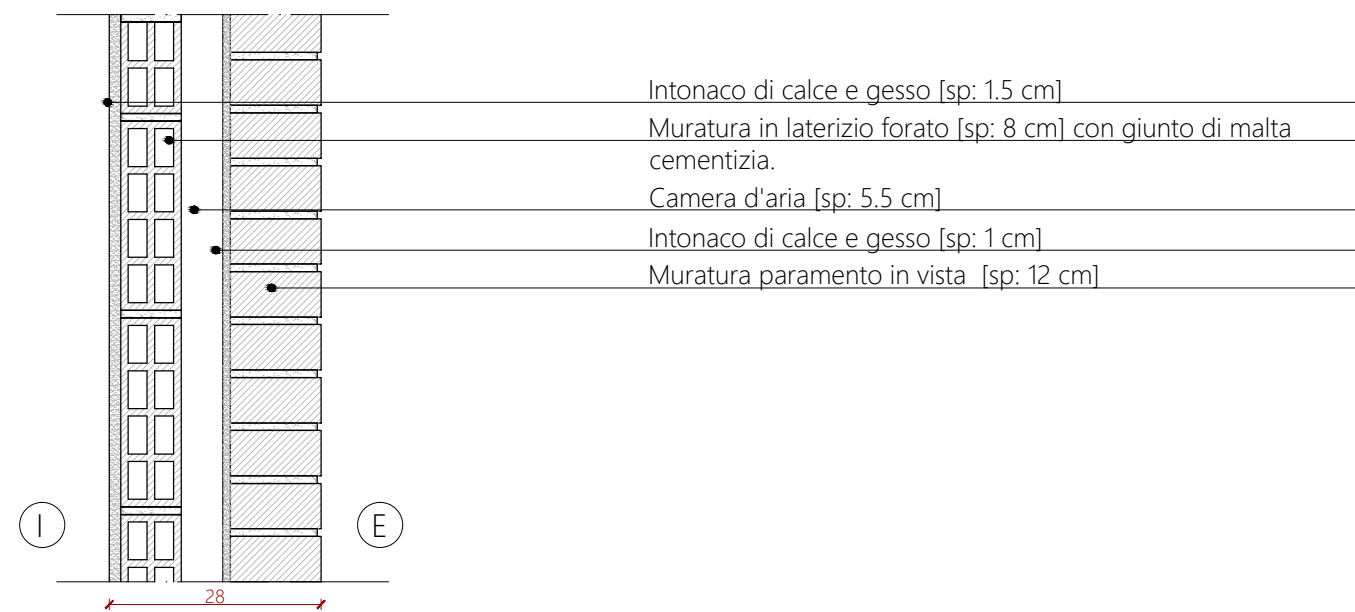 Intonaco di calce e gesso [sp: 1.5 cm]
Muratura in laterizio forato [sp: 8 cm] con giunto di malta
cementizia.
Camera d'aria [sp: 5.5 cm]
Intonaco di calce e gesso [sp: 1 cm]
Muratura paramento in vista  [sp: 12 cm]
I
E
28